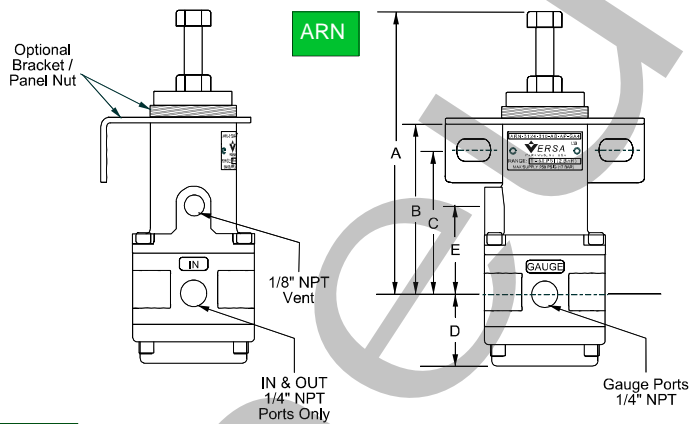 ARN
Optional
Bracket /
Panel Nut
A
B
C
E
D
VERSA
RANGE:
IN
GAUGE
1/8" NPT
Vent
IN & OUT
1/4" NPT
Ports Only
Gauge Ports
1/4" NPT